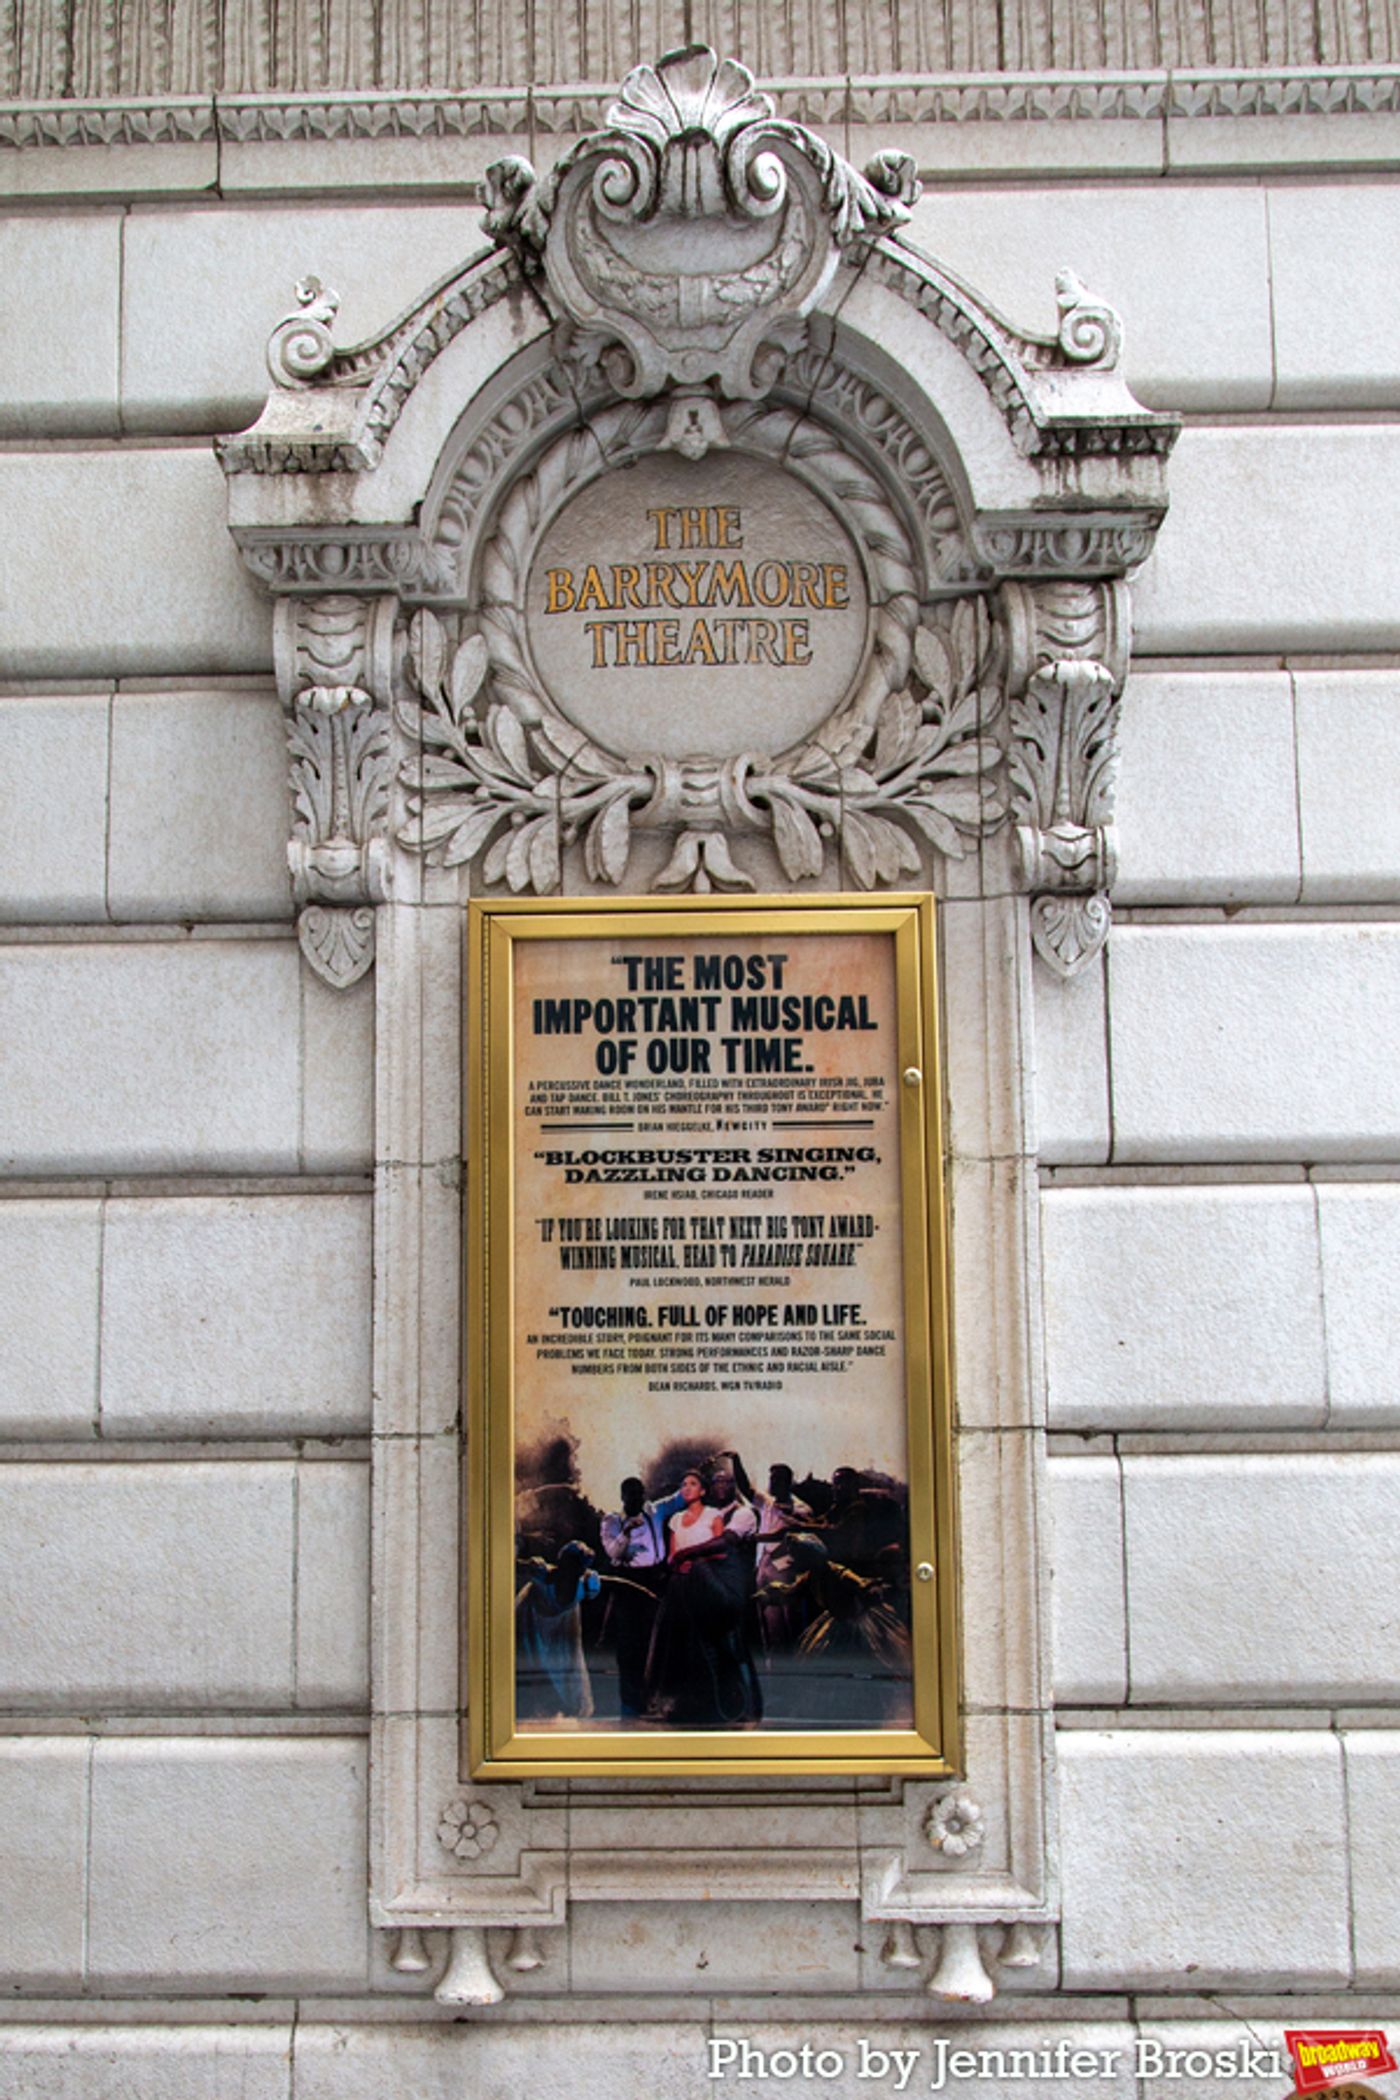 THE
BARRYMORE
THEATRE
"THE MOST
IMPORTANT MUSICAL
OF OUR TIME.
A PERCUSSIVE DANCE WONDERLAND, FILLED WITH EXTRAORDINARY IRISH JIG, JUBA
AND TAP DANCE. BILL T. JONES' CHOREOGRAPHY THROUGHOUT IS EXCEPTIONAL. HE
CAN START MAKING ROOM ON HIS MANTLE FOR HIS THIRD TONY AWARD® RIGHT NOW."
BRIAN HIEGGELKE, NEWCITY
"BLOCKBUSTER SINGING,
DAZZLING DANCING."
IRENE HSIAO, CHICAGO READER
"IF YOU'RE LOOKING FOR THAT NEXT BIG TONY AWARD-
WINNING MUSICAL, HEAD TO PARADISE SQUARE."
PAUL LOCKWOOD, NORTHWEST HERALD
"TOUCHING. FULL OF HOPE AND LIFE.
AN INCREDIBLE STORY, POIGNANT FOR ITS MANY COMPARISONS TO THE SAME SOCIAL
PROBLEMS WE FACE TODAY. STRONG PERFORMANCES AND RAZOR-SHARP DANCE
NUMBERS FROM BOTH SIDES OF THE ETHNIC AND RACIAL AISLE."
DEAN RICHARDS, WGN TV/RADIO
Photo by Jennifer Broski
broadway
WORLD